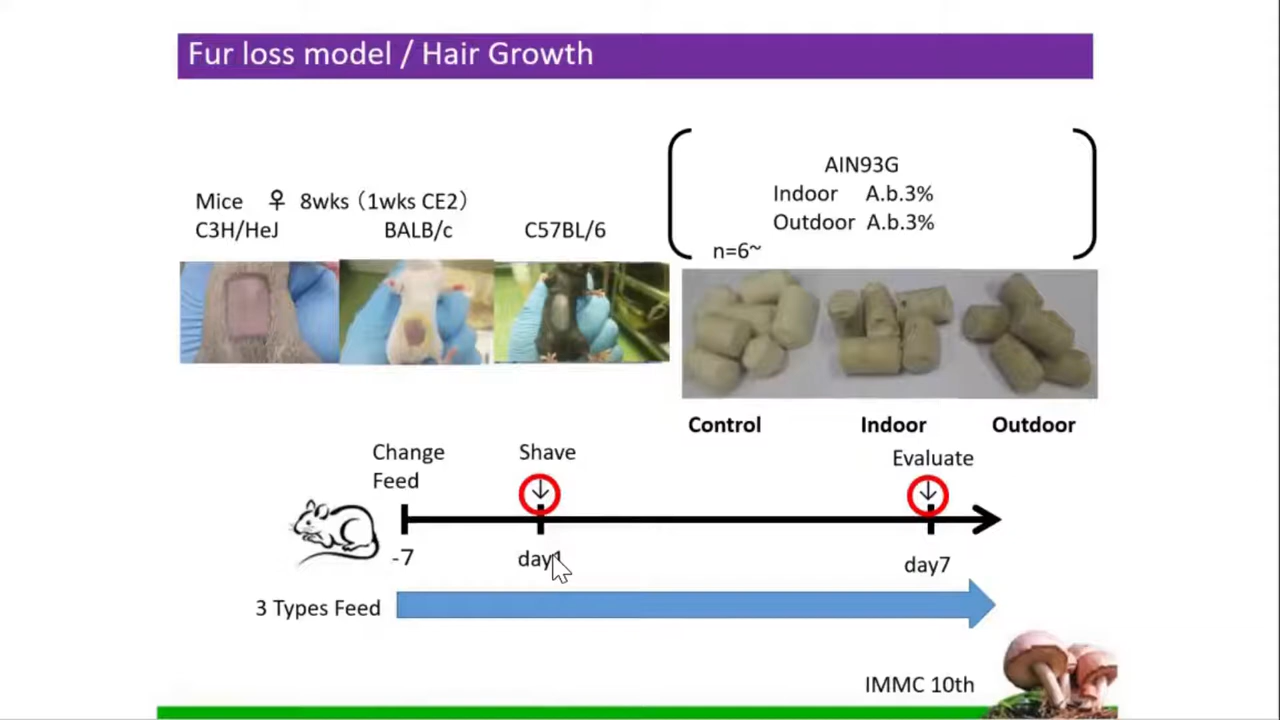 Fur loss model / Hair Growth
Mice ♀ 8wks (1wks CE2)
C3H/HeJ BALB/c C57BL/6
AIN93G
Indoor A.b.3%
Outdoor A.b.3%
n=6~
Control Indoor Outdoor
Change
Feed
Shave
Evaluate
-7
day1
day7
3 Types Feed
IMMC 10th